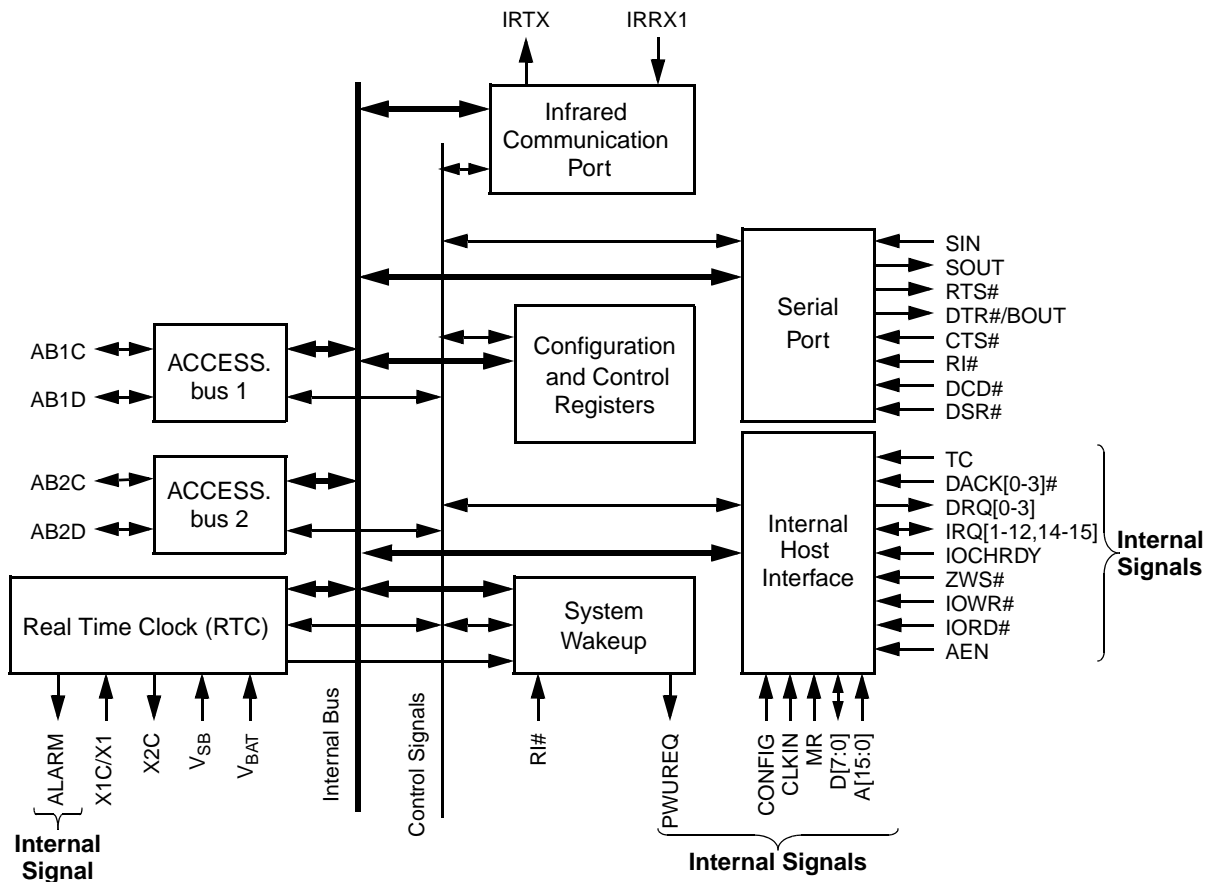 IRTX
IRRX1
Infrared
Communication
Port
SIN
SOUT
RTS#
DTR#/BOUT
CTS#
RI#
DCD#
DSR#
Serial
Port
Configuration
and Control
Registers
AB1C
AB1D
ACCESS.
bus 1
AB2C
AB2D
ACCESS.
bus 2
Internal
Host
Interface
TC
DACK[0-3]#
DRQ[0-3]
IRQ[1-12,14-15]
IOCHRDY
ZWS#
IOWR#
IORD#
AEN
Internal
Signals
Real Time Clock (RTC)
System
Wakeup
ALARM
X1C/X1
X2C
VSB
VBAT
Internal Bus
Control Signals
RI#
PWUREQ
CONFIG
CLKIN
MR
D[7:0]
A[15:0]
Internal
Signal
Internal Signals